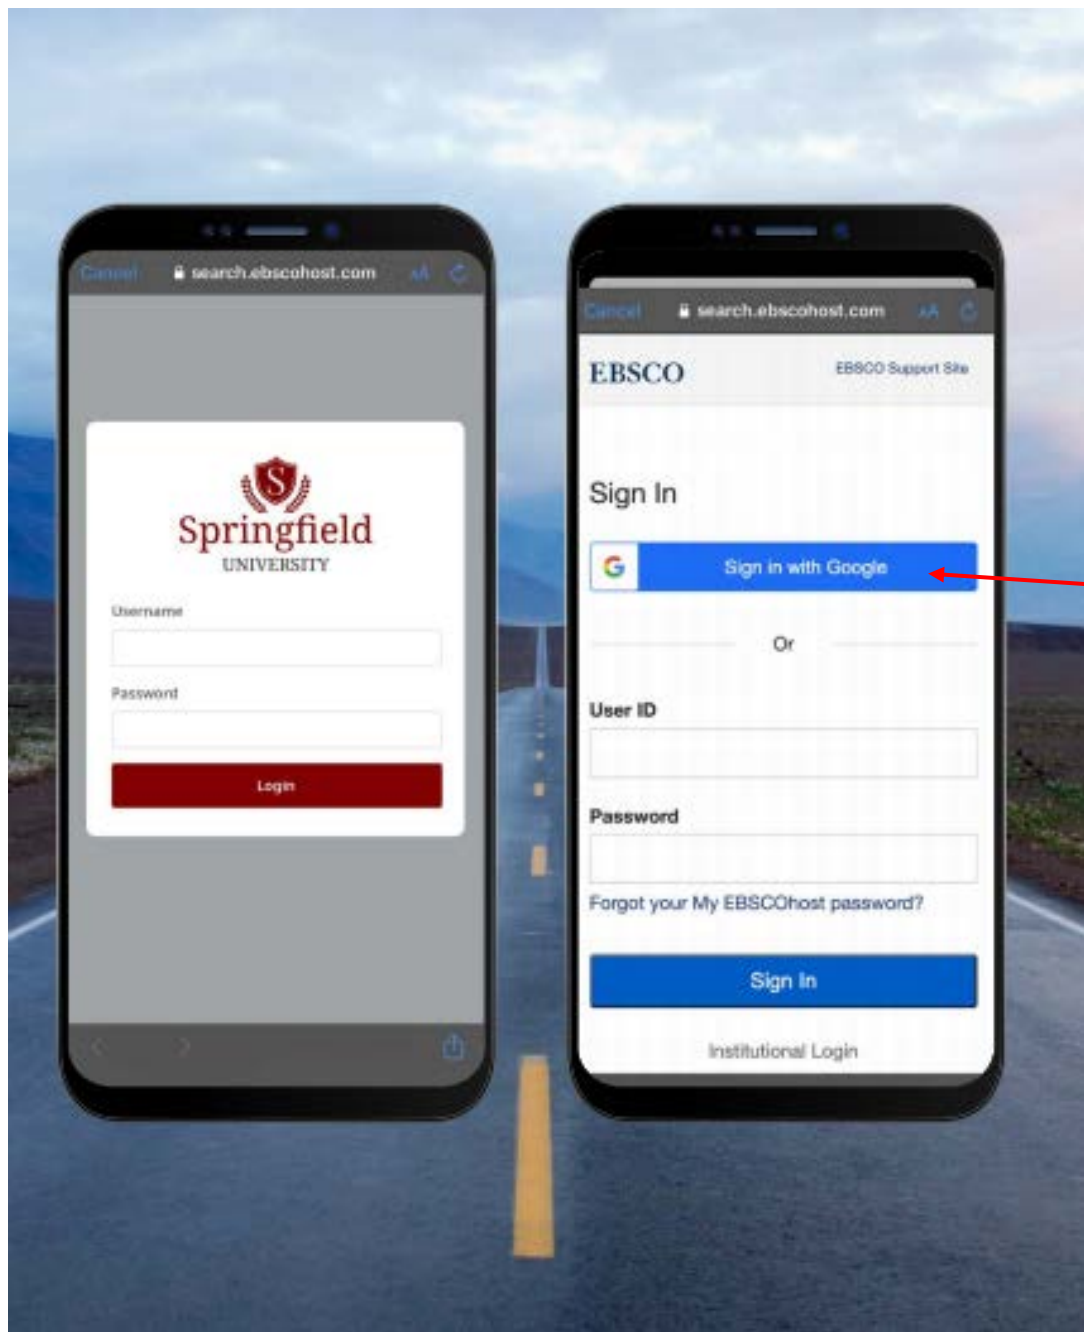 Cancel
search.ebscohost.com
AA
S
Springfield
UNIVERSITY
Username
Password
Login
Cancel
search.ebscohost.com
AA
EBSCO
EBSCO Support Site
Sign In
G
Sign in with Google
Or
User ID
Password
Forgot your My EBSCOhost password?
Sign In
Institutional Login